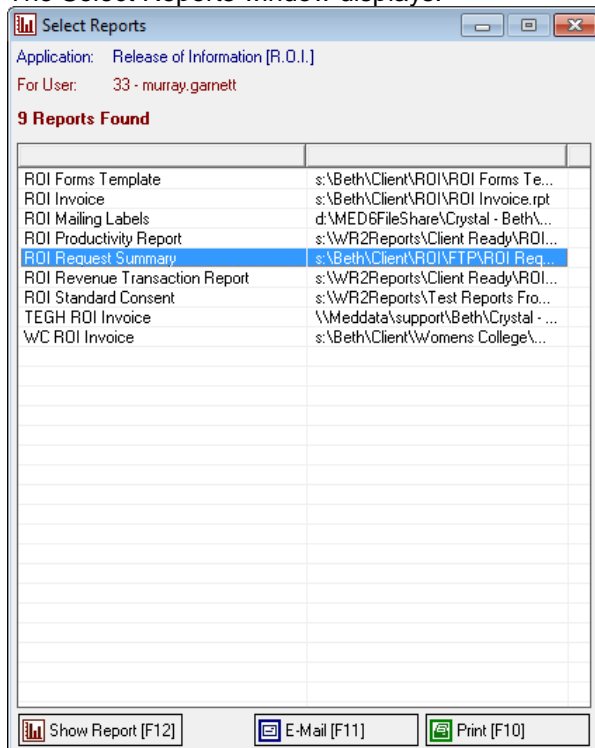 The Select Reports window displays.
Select Reports
Application: Release of Information [R.O.I.]
For User: 33 - murray.garnett
9 Reports Found
ROI Forms Template s:\Beth\Client\ROI\ROI Forms Te...
ROI Invoice s:\Beth\Client\ROI\ROI Invoice.rpt
ROI Mailing Labels d:\MED6FileShare\Crystal - Beth\...
ROI Productivity Report s:\WR2Reports\Client Ready\ROI...
ROI Request Summary s:\Beth\Client\ROI\FTP\ROI Req...
ROI Revenue Transaction Report s:\WR2Reports\Client Ready\ROI...
ROI Standard Consent s:\WR2Reports\Test Reports Fro...
TEGH ROI Invoice \\Meddata\support\Beth\Crystal - ...
WC ROI Invoice s:\Beth\Client\Womens College\...
Show Report [F12] E-Mail [F11] Print [F10]